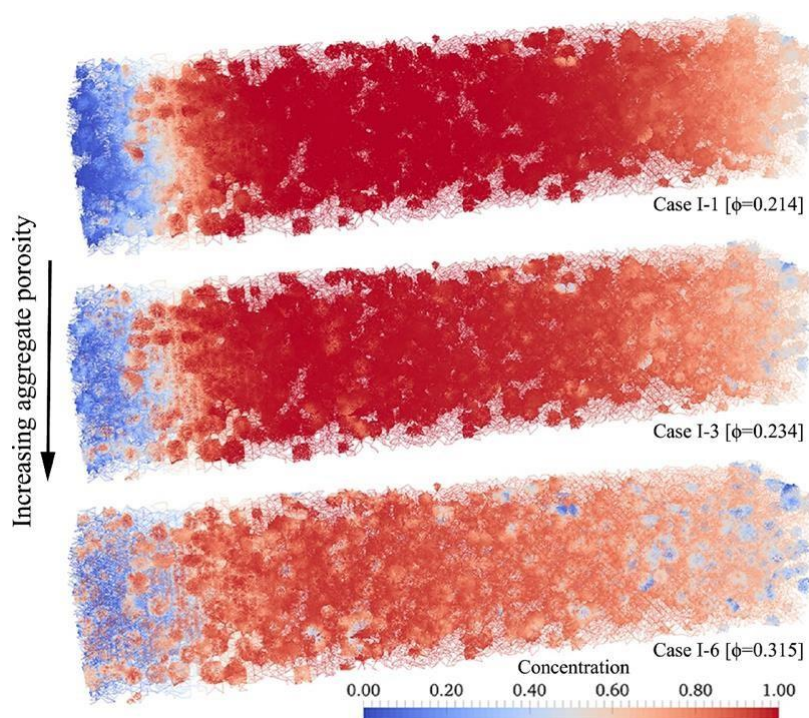 Case I-1 [ϕ=0.214]
Increasing aggregate porosity
Case I-3 [ϕ=0.234]
Case I-6 [ϕ=0.315]
Concentration
0.00 0.20 0.40 0.60 0.80 1.00